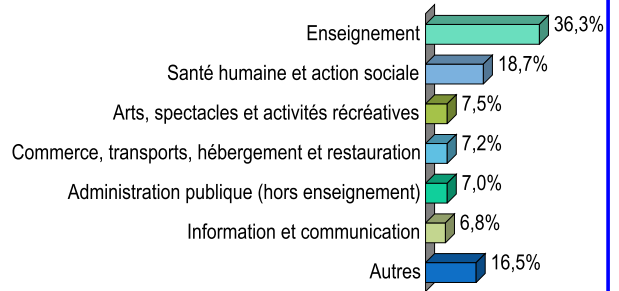 Enseignement 36,3%
Santé humaine et action sociale 18,7%
Arts, spectacles et activités récréatives 7,5%
Commerce, transports, hébergement et restauration 7,2%
Administration publique (hors enseignement) 7,0%
Information et communication 6,8%
Autres 16,5%